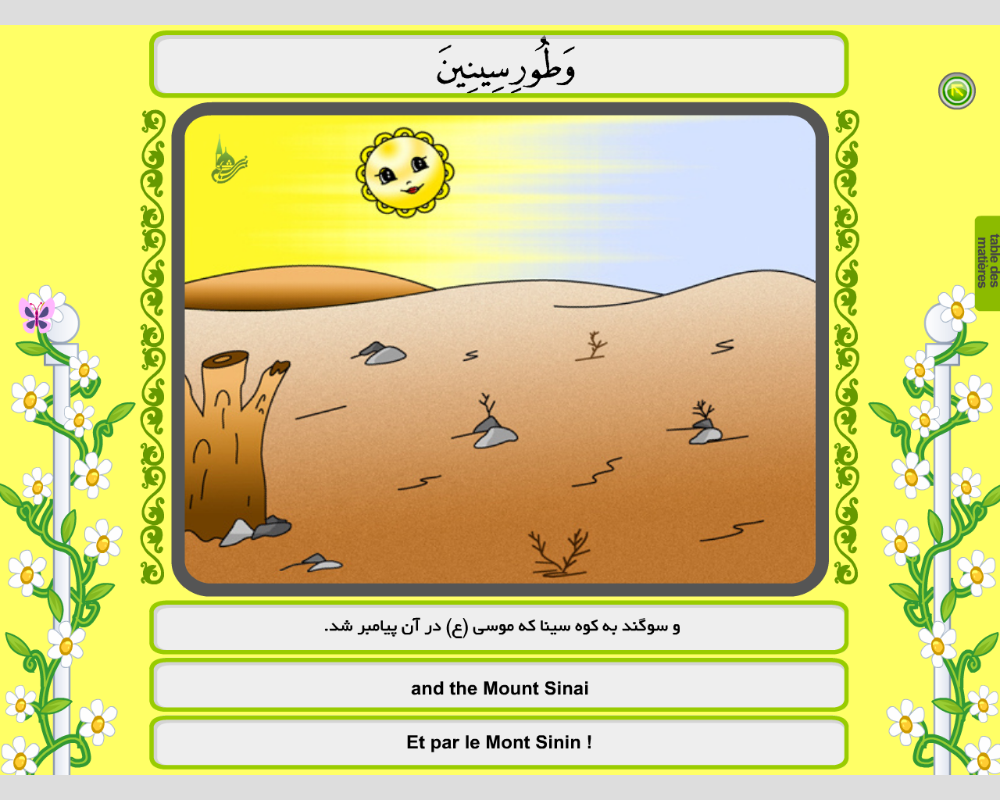 وَطُورِ سِينِينَ
table des
matières
و سوگند به کوه سینا که موسی (ع) در آن پیامبر شد.
and the Mount Sinai
Et par le Mont Sinin !